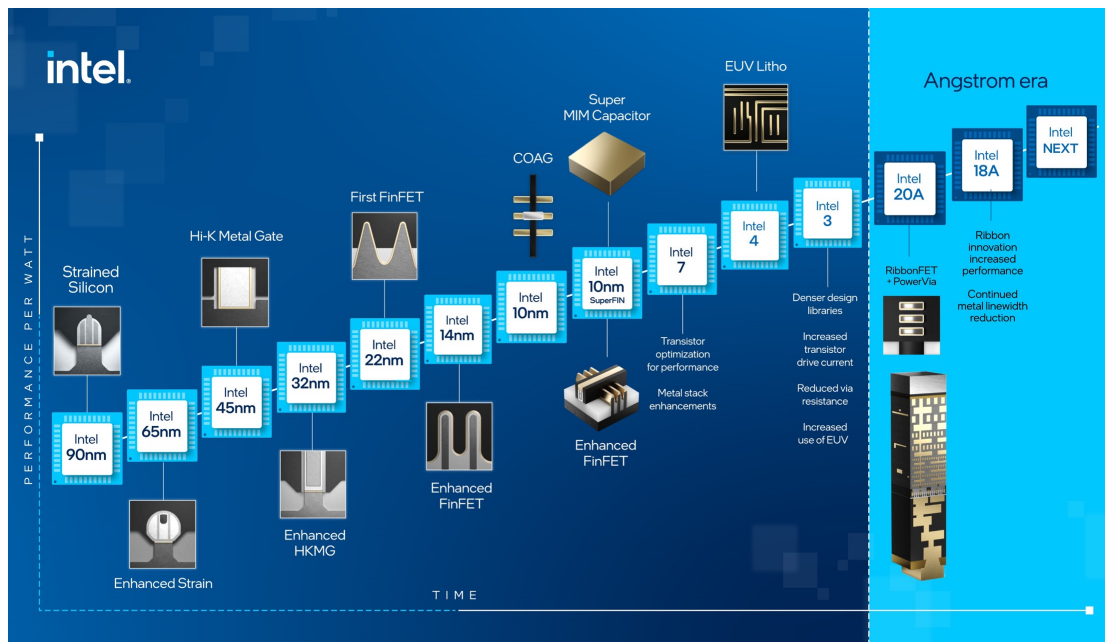 intel.
Angstrom era
PERFORMANCE PER WATT
TIME
Strained
Silicon
Intel
90nm
Intel
65nm
Enhanced Strain
Hi-K Metal Gate
Intel
45nm
Intel
32nm
Enhanced
HKMG
First FinFET
Intel
22nm
Intel
14nm
Enhanced
FinFET
COAG
Intel
10nm
Super
MIM Capacitor
Intel
10nm
SuperFIN
Enhanced
FinFET
Intel
7
Transistor
optimization
for performance
Metal stack
enhancements
EUV Litho
Intel
4
Intel
3
Denser design
libraries
Increased
transistor
drive current
Reduced via
resistance
Increased
use of EUV
Intel
20A
RibbonFET
+ PowerVia
Intel
18A
Ribbon
innovation
increased
performance
Continued
metal linewidth
reduction
Intel
NEXT